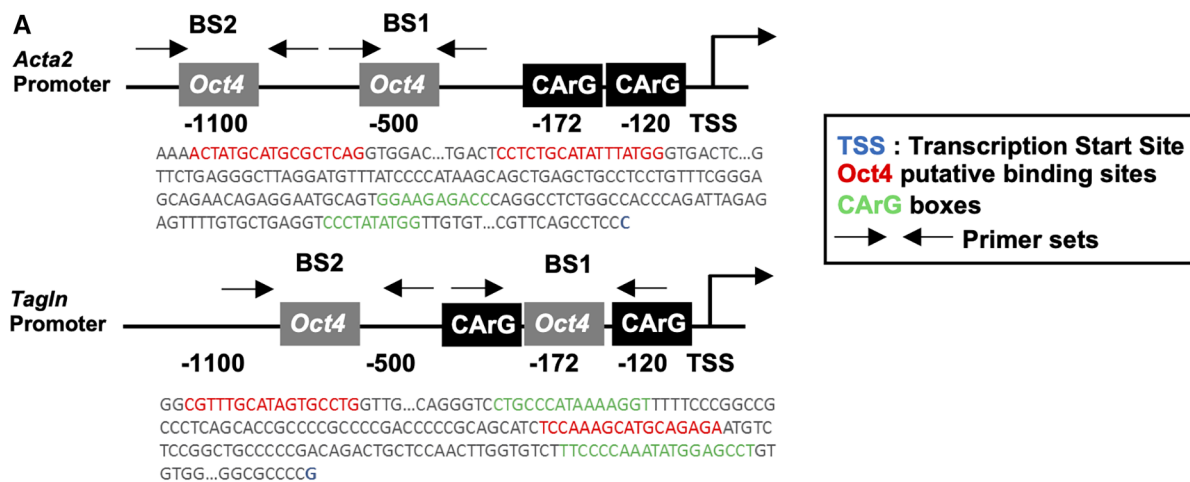 A
BS2 BS1
Acta2
Promoter
Oct4 Oct4 CArG CArG
-1100 -500 -172 -120 TSS
AAAACTATGCATGCGCTCAGGTGGAC...TGACTCCTCTGCATATTTATGGGTGACTC...G
TTCTGAGGGCTTAGGATGTTTATCCCCATAAGCAGCTGAGCTGCCTCCTGTTTCGGGA
GCAGAACAGAGGAATGCAGTGGAAGAGACCCAGGCCTCTGGCCACCCAGATTAGAG
AGTTTTGTGCTGAGGTCCCTATATGGTTGTGT...CGTTCAGCCTCCC
TSS : Transcription Start Site
Oct4 putative binding sites
CArG boxes
Primer sets
BS2 BS1
Tagln
Promoter
Oct4 CArG Oct4 CArG
-1100 -500 -172 -120 TSS
GGCGTTTGCATAGTGCCTGGTTG...CAGGGTCCTGCCCATAAAAGGTTTTTCCCGGCCG
CCCTCAGCACCGCCCCGCCCCGACCCCCGCAGCATCTCCAAAGCATGCAGAGAATGTC
TCCGGCTGCCCCCGACAGACTGCTCCAACTTGGTGTCTTTCCCCAAATATGGAGCCTGT
GTGG...GGCGCCCCG